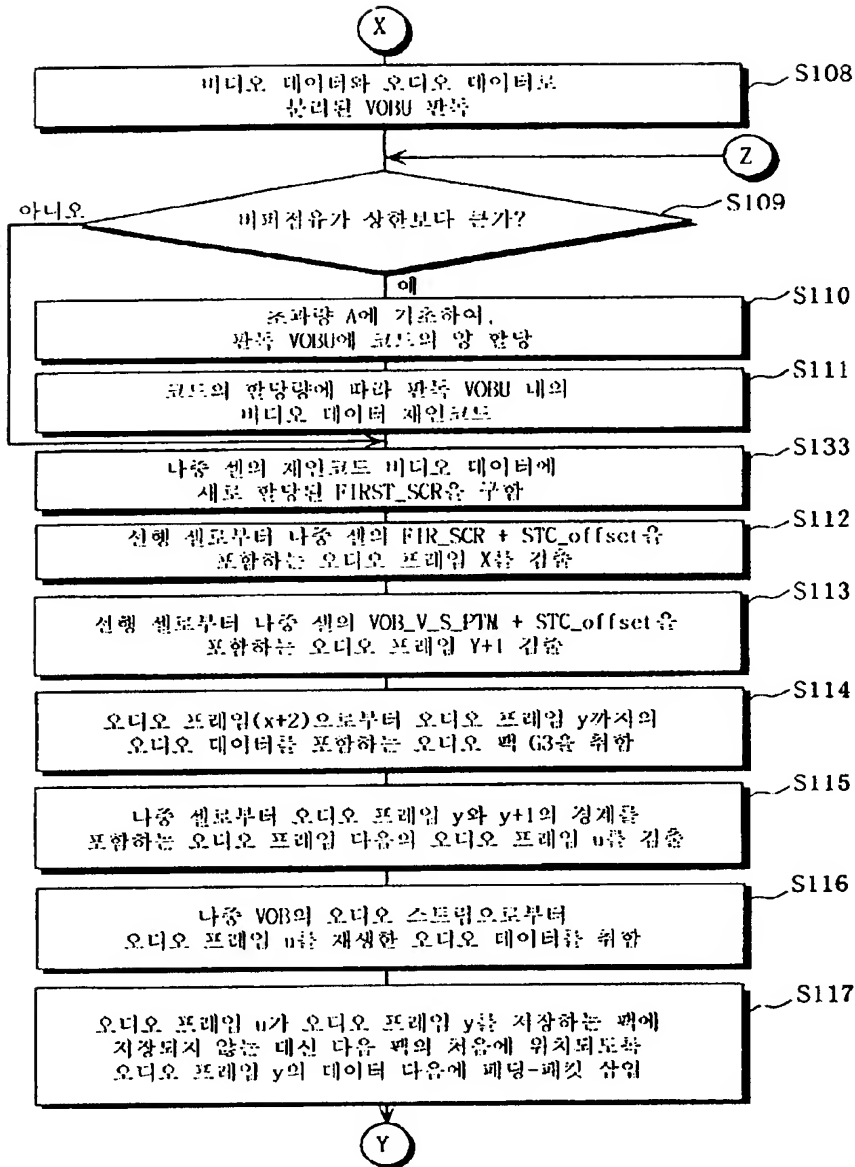 X
비디오 데이터와 오디오 데이터로
분리된 VOBU 판독
S108
Z
아니오
버퍼점유가 상한보다 큰가?
S109
예
초과량 A에 기초하여,
판독 VOBU에 코드의 양 할당
S110
코드의 할당량에 따라 판독 VOBU 내의
비디오 데이터 재인코드
S111
나중 셀의 재인코드 비디오 데이터에
새로 할당된 FIRST_SCR을 구함
S133
선행 셀로부터 나중 셀의 FIR_SCR + STC_offset을
포함하는 오디오 프레임 X를 검출
S112
선행 셀로부터 나중 셀의 VOB_V_S_PTM + STC_offset을
포함하는 오디오 프레임 Y+1 검출
S113
오디오 프레임(x+2)으로부터 오디오 프레임 y까지의
오디오 데이터를 포함하는 오디오 팩 G3을 취함
S114
나중 셀로부터 오디오 프레임 y와 y+1의 경계를
포함하는 오디오 프레임 다음의 오디오 프레임 u를 검출
S115
나중 VOB의 오디오 스트림으로부터
오디오 프레임 u를 재생한 오디오 데이터를 취함
S116
오디오 프레임 u가 오디오 프레임 y를 저장하는 팩에
저장되지 않는 대신 다음 팩의 처음에 위치되도록
오디오 프레임 y의 데이터 다음에 패딩-패킷 삽입
S117
Y